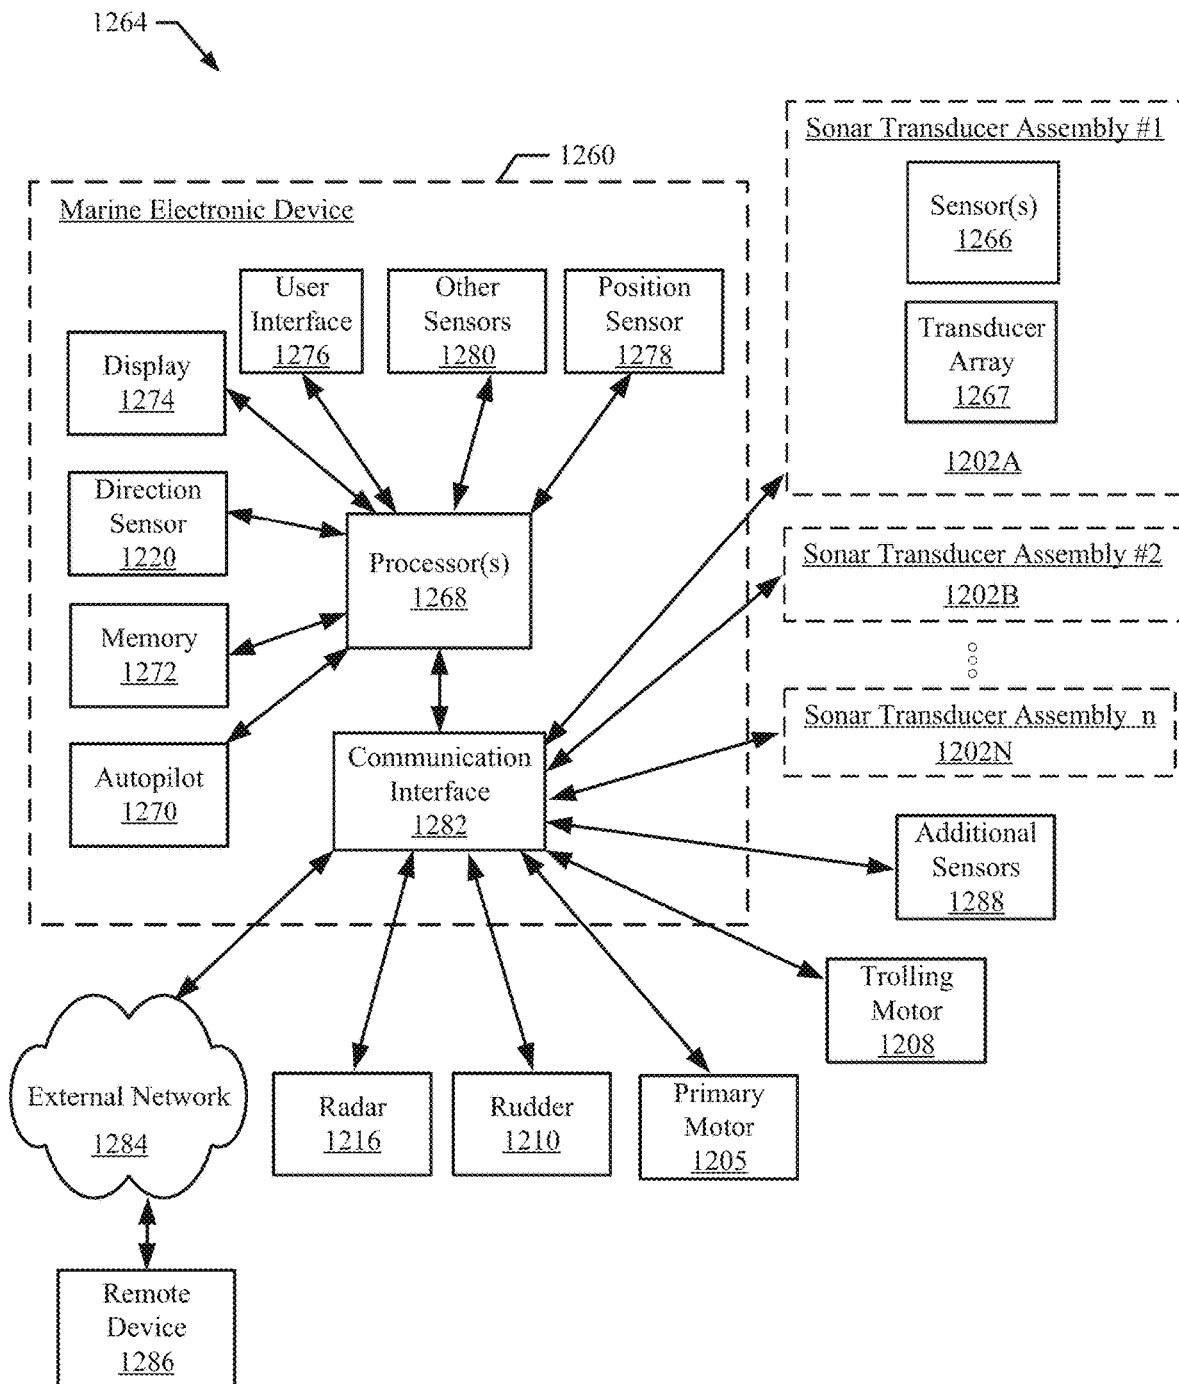 1264
1260
Marine Electronic Device
Display
1274
User
Interface
1276
Other
Sensors
1280
Position
Sensor
1278
Direction
Sensor
1220
Processor(s)
1268
Memory
1272
Autopilot
1270
Communication
Interface
1282
Sonar Transducer Assembly #1
Sensor(s)
1266
Transducer
Array
1267
1202A
Sonar Transducer Assembly #2
1202B
Sonar Transducer Assembly n
1202N
Additional
Sensors
1288
Trolling
Motor
1208
Primary
Motor
1205
Rudder
1210
Radar
1216
External Network
1284
Remote
Device
1286